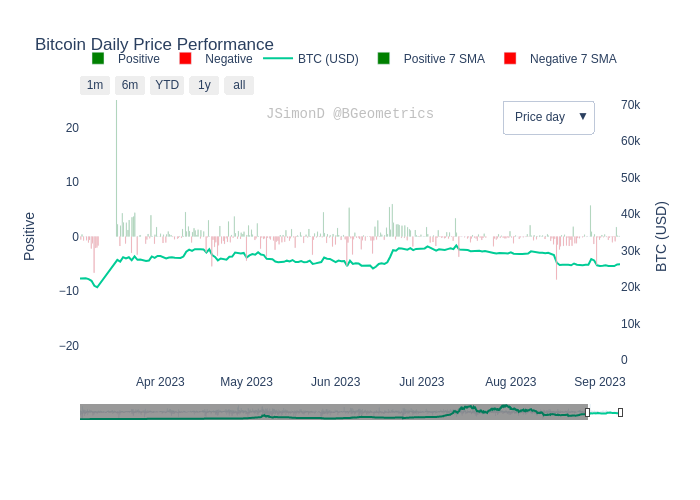 Bitcoin Daily Price Performance
Positive Negative BTC (USD) Positive 7 SMA Negative 7 SMA
1m 6m YTD 1y all
JSimonD @BGeometrics
Price day ▼
Positive
20
10
0
−10
−20
70k
60k
50k
40k
30k
20k
10k
0
BTC (USD)
Apr 2023 May 2023 Jun 2023 Jul 2023 Aug 2023 Sep 2023